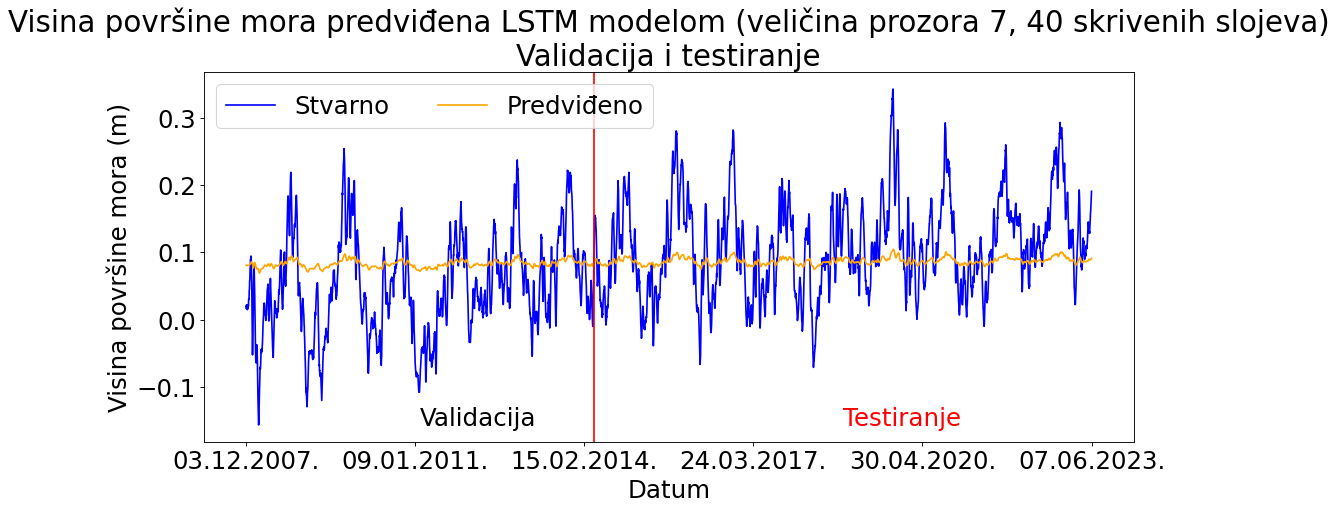 Visina površine mora predviđena LSTM modelom (veličina prozora 7, 40 skrivenih slojeva)
Validacija i testiranje
Stvarno Predviđeno
Visina površine mora (m)
0.3
0.2
0.1
0.0
−0.1
Validacija Testiranje
03.12.2007. 09.01.2011. 15.02.2014. 24.03.2017. 30.04.2020. 07.06.2023.
Datum